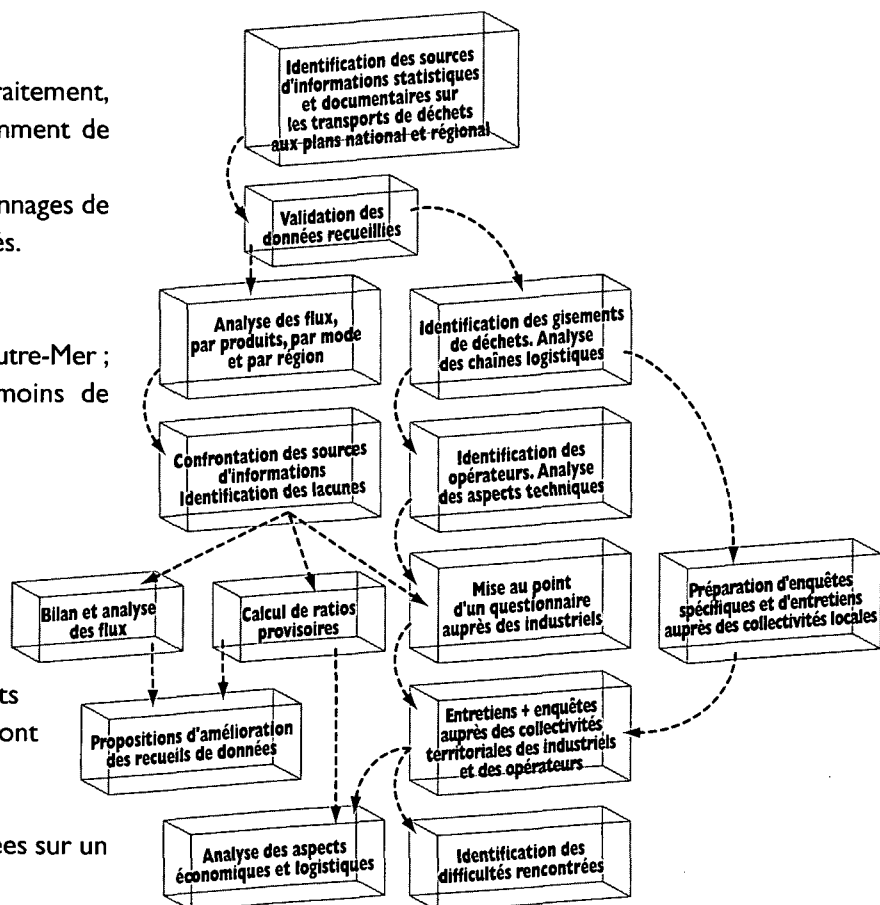 raitement,
nment de
nnages de
és.
utre-Mer ;
moins de
ts
ont
ées sur un
Identification des sources
d'informations statistiques
et documentaires sur
les transports de déchets
aux plans national et régional
Validation des
données recueillies
Analyse des flux,
par produits, par mode
et par région
Identification des gisements
de déchets. Analyse
des chaînes logistiques
Confrontation des sources
d'informations
Identification des lacunes
Identification des
opérateurs. Analyse
des aspects techniques
Bilan et analyse
des flux
Calcul de ratios
provisoires
Mise au point
d'un questionnaire
auprès des industriels
Préparation d'enquêtes
spécifiques et d'entretiens
auprès des collectivités locales
Propositions d'amélioration
des recueils de données
Entretiens + enquêtes
auprès des collectivités
territoriales des industriels
et des opérateurs
Analyse des aspects
économiques et logistiques
Identification des
difficultés rencontrées